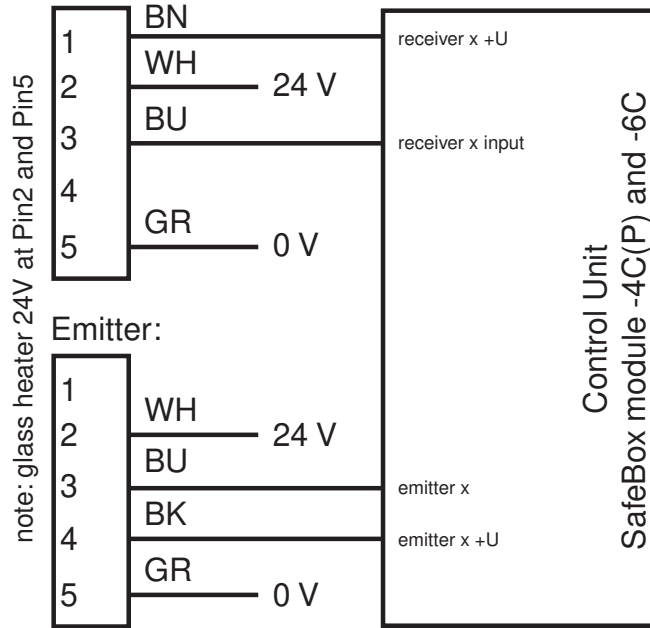 note: glass heater 24V at Pin2 and Pin5
1 BN receiver x +U
2 WH 24 V
3 BU receiver x input
4
5 GR 0 V
Emitter:
1
2 WH 24 V
3 BU emitter x
4 BK emitter x +U
5 GR 0 V
Control Unit
SafeBox module -4C(P) and -6C